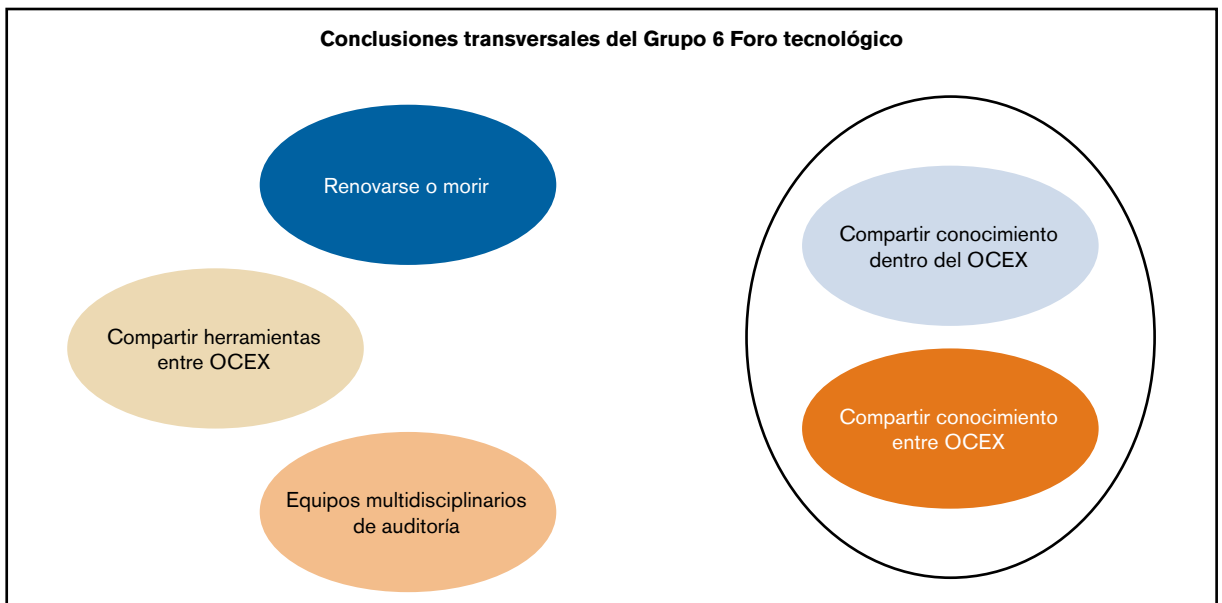 Conclusiones transversales del Grupo 6 Foro tecnológico
Renovarse o morir
Compartir herramientas
entre OCEX
Equipos multidisciplinarios
de auditoría
Compartir conocimiento
dentro del OCEX
Compartir conocimiento
entre OCEX